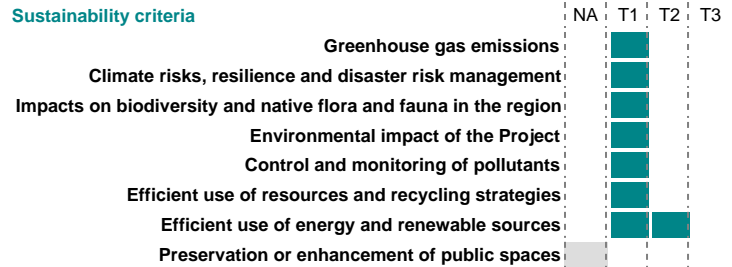 Sustainability criteria NA T1 T2 T3
Greenhouse gas emissions
Climate risks, resilience and disaster risk management
Impacts on biodiversity and native flora and fauna in the region
Environmental impact of the Project
Control and monitoring of pollutants
Efficient use of resources and recycling strategies
Efficient use of energy and renewable sources
Preservation or enhancement of public spaces